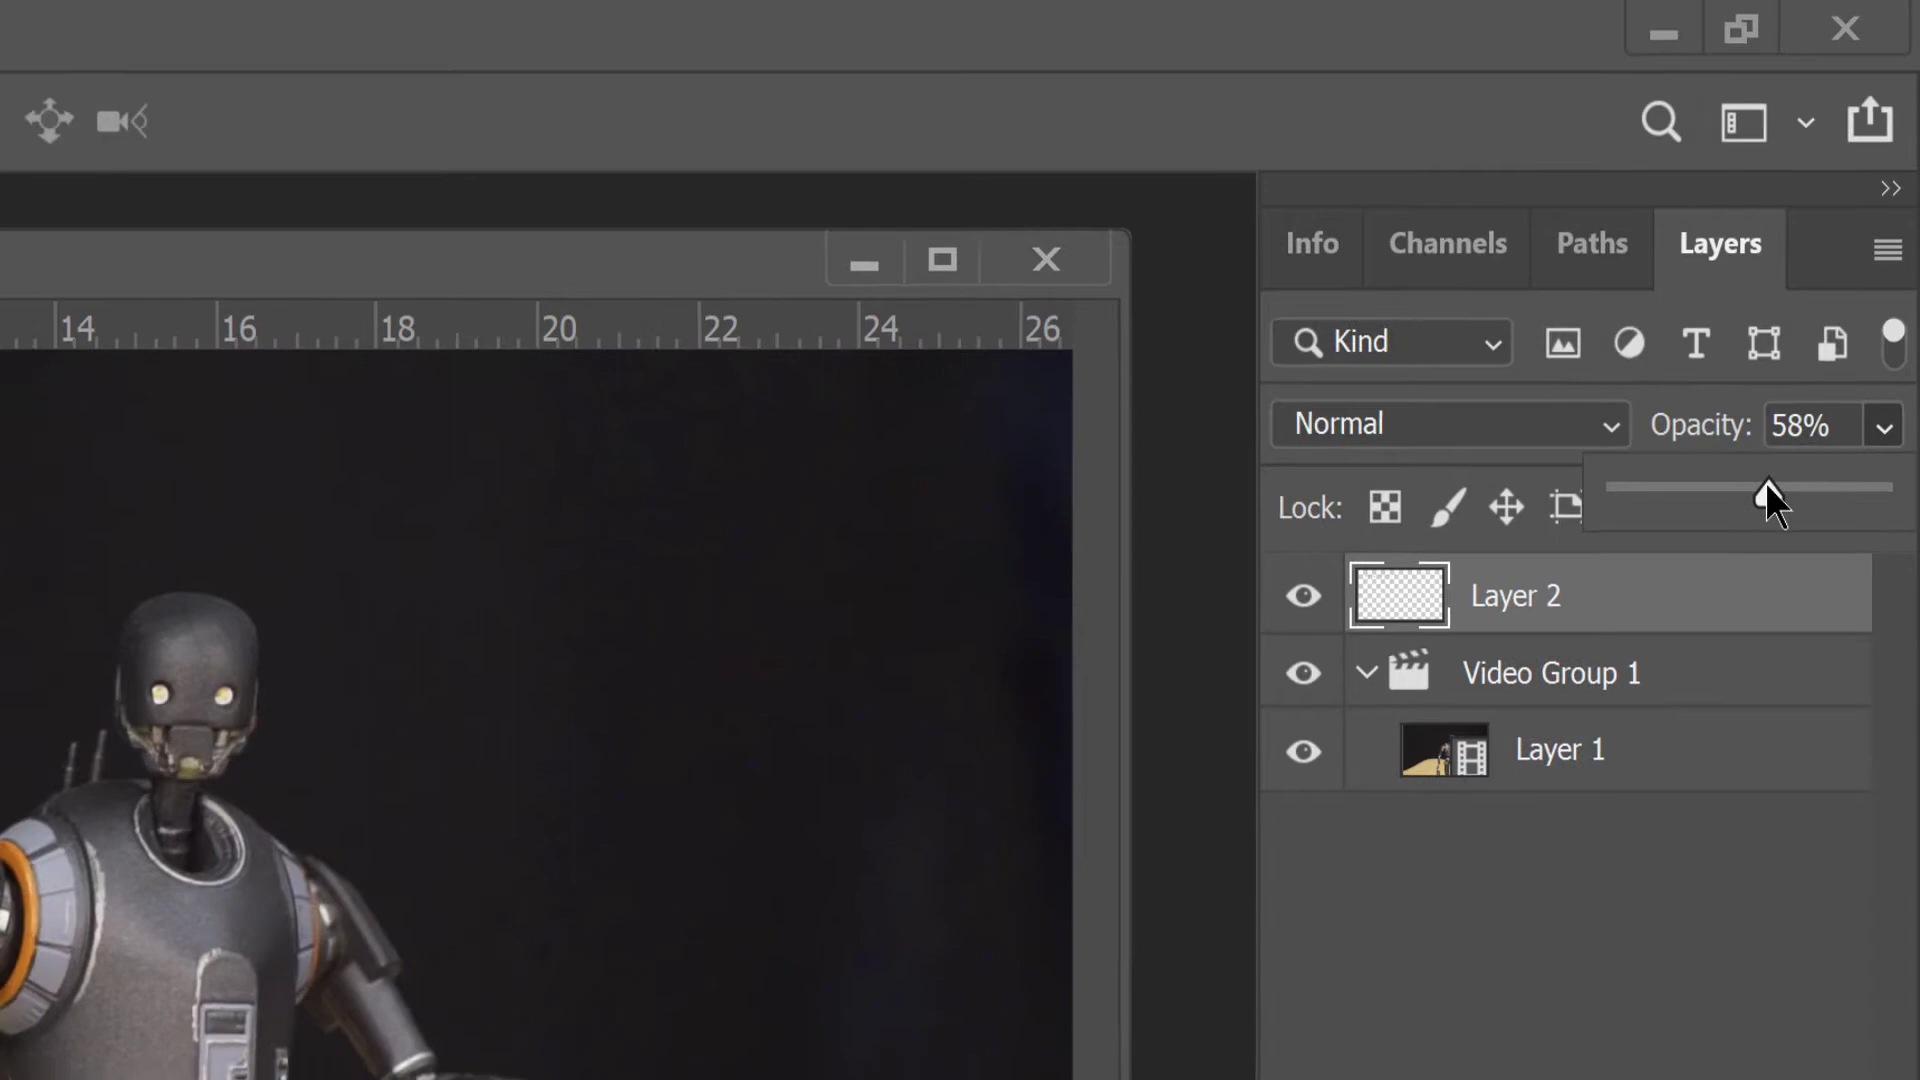 Info Channels Paths Layers
14 16 18 20 22 24 26
Kind
Normal Opacity: 58%
Lock:
Layer 2
Video Group 1
Layer 1